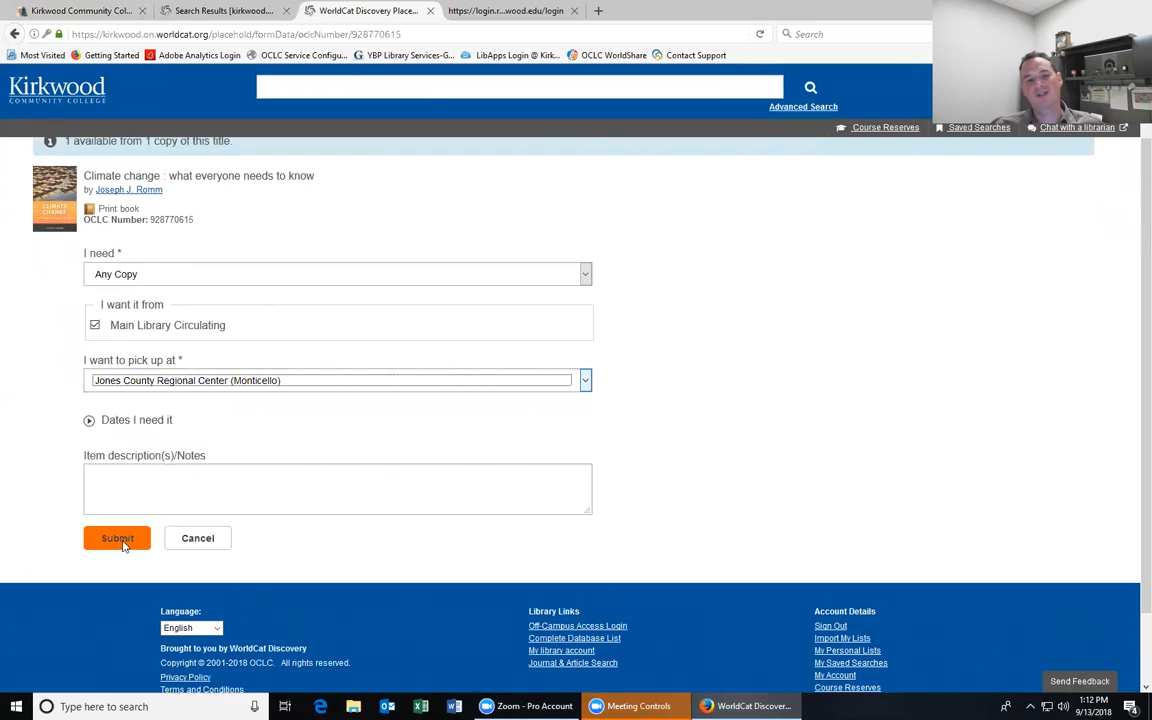 Kirkwood Community Col...
Search Results [kirkwood....
WorldCat Discovery Place...
https://login.r...wood.edu/login
https://kirkwood.on.worldcat.org/placehold/formData/oclcNumber/928770615
Search
Most Visited
Getting Started
Adobe Analytics Login
OCLC Service Configu...
YBP Library Services-G...
LibApps Login @ Kirk...
OCLC WorldShare
Contact Support
Kirkwood
COMMUNITY COLLEGE
Advanced Search
Course Reserves
Saved Searches
Chat with a librarian
1 available from 1 copy of this title.
Climate change : what everyone needs to know
by Joseph J. Romm
Print book
OCLC Number: 928770615
CLIMATE
CHANGE
I need *
Any Copy
I want it from
Main Library Circulating
I want to pick up at *
Jones County Regional Center (Monticello)
Dates I need it
Item description(s)/Notes
Submit
Cancel
Language:
English
Brought to you by WorldCat Discovery
Copyright © 2001-2018 OCLC. All rights reserved.
Privacy Policy
Terms and Conditions
Library Links
Off-Campus Access Login
Complete Database List
My library account
Journal & Article Search
Account Details
Sign Out
Import My Lists
My Personal Lists
My Saved Searches
My Account
Course Reserves
Send Feedback
Type here to search
Zoom - Pro Account
Meeting Controls
WorldCat Discover...
1:12 PM
9/13/2018
4